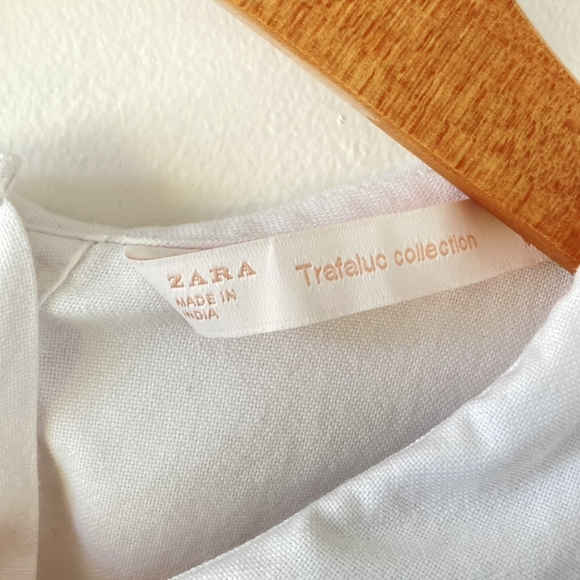 ZARA
MADE IN
INDIA
Trafaluc collection